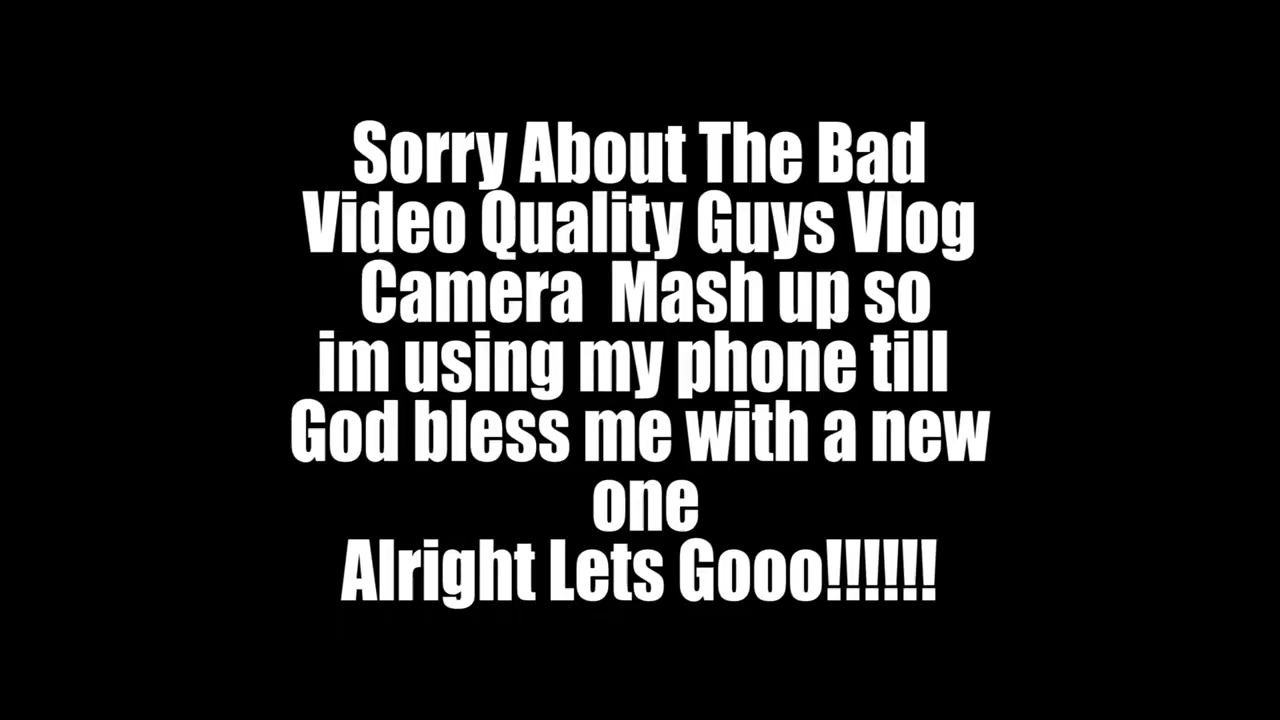 Sorry About The Bad
Video Quality Guys Vlog
Camera  Mash up so
im using my phone till
God bless me with a new
one
Alright Lets Gooo!!!!!!